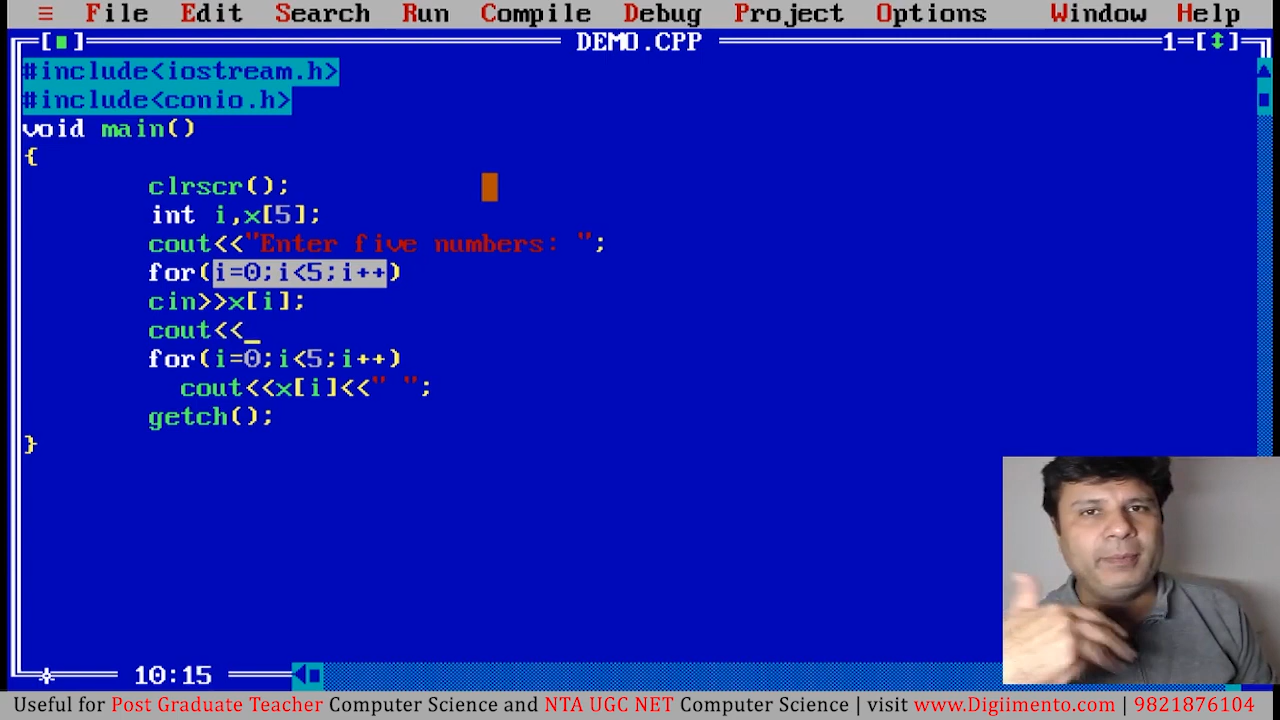 ≡ File Edit Search Run Compile Debug Project Options Window Help
[■] DEMO.CPP 1=[↕]
#include<iostream.h>
#include<conio.h>
void main()
{
clrscr();
int i,x[5];
cout<<"Enter five numbers: ";
for(i=0;i<5;i++)
cin>>x[i];
cout<<_
for(i=0;i<5;i++)
cout<<x[i]<<" ";
getch();
}
10:15
Useful for Post Graduate Teacher Computer Science and NTA UGC NET Computer Science | visit www.Digiimento.com | 9821876104